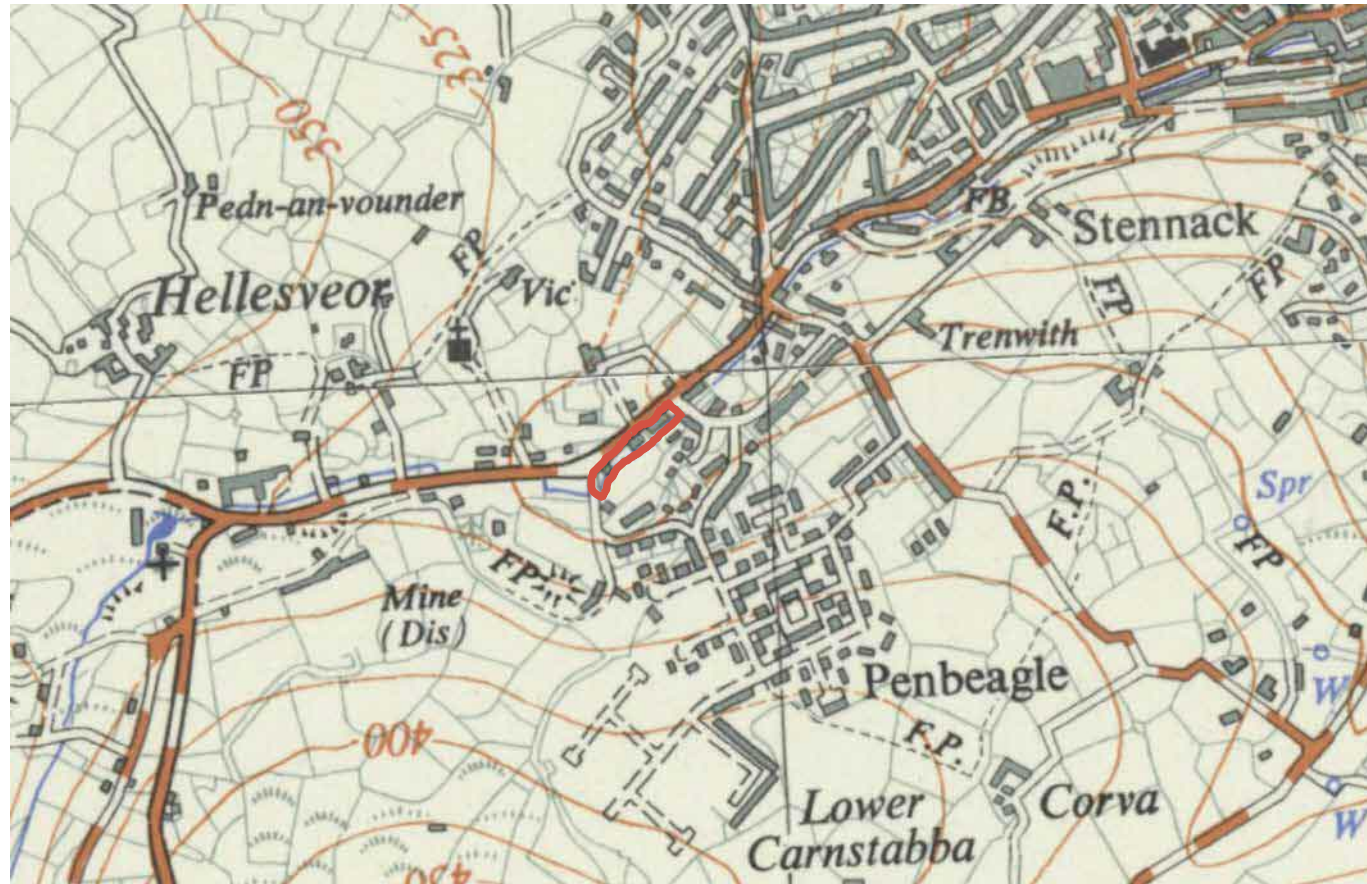 325
350
Pedn-an-vounder
FP
FB
Stennack
Hellesveor
Vic
FP
FP
Trenwith
FP
Spr
F.P.
FP
FP
Mine
(Dis)
Penbeagle
W
400
F.P.
Lower
Carnstabba
Corva
W
450